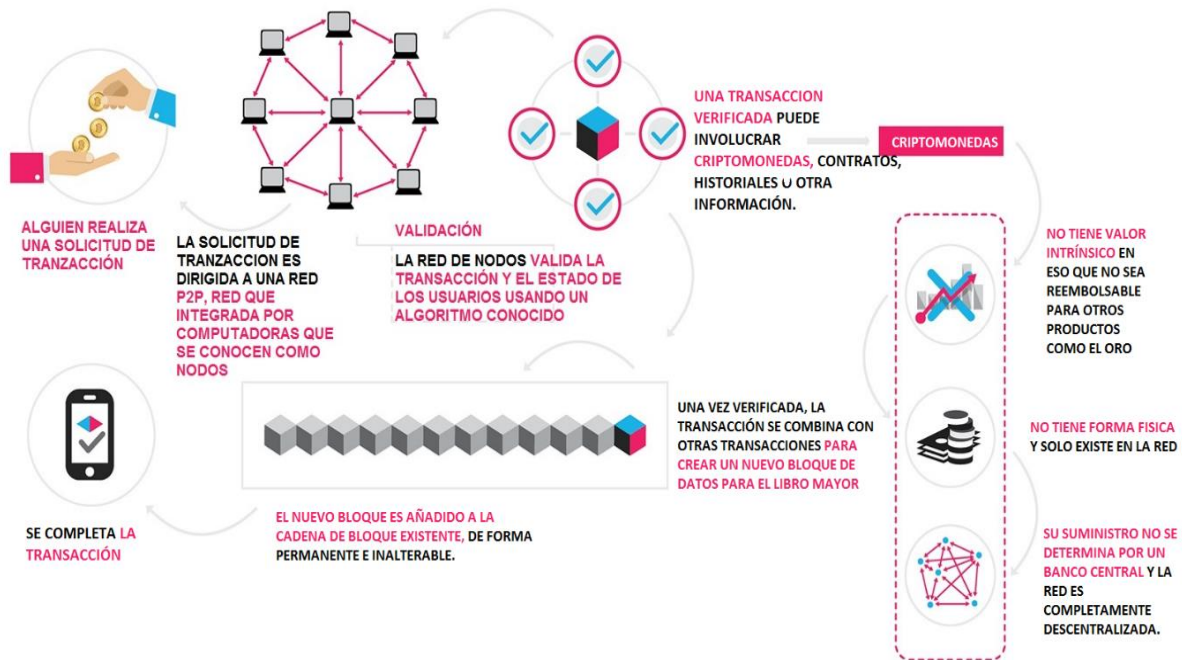 ALGUIEN REALIZA
UNA SOLICITUD DE
TRANZACCIÓN
LA SOLICITUD DE
TRANZACCION ES
DIRIGIDA A UNA RED
P2P, RED QUE
INTEGRADA POR
COMPUTADORAS QUE
SE CONOCEN COMO
NODOS
VALIDACIÓN
LA RED DE NODOS VALIDA LA
TRANSACCIÓN Y EL ESTADO DE
LOS USUARIOS USANDO UN
ALGORITMO CONOCIDO
UNA TRANSACCION
VERIFICADA PUEDE
INVOLUCRAR
CRIPTOMONEDAS, CONTRATOS,
HISTORIALES U OTRA
INFORMACIÓN.
CRIPTOMONEDAS
NO TIENE VALOR
INTRÍNSICO EN
ESO QUE NO SEA
REEMBOLSABLE
PARA OTROS
PRODUCTOS
COMO EL ORO
NO TIENE FORMA FISICA
Y SOLO EXISTE EN LA RED
SU SUMINISTRO NO SE
DETERMINA POR UN
BANCO CENTRAL Y LA
RED ES
COMPLETAMENTE
DESCENTRALIZADA.
UNA VEZ VERIFICADA, LA
TRANSACCIÓN SE COMBINA CON
OTRAS TRANSACCIONES PARA
CREAR UN NUEVO BLOQUE DE
DATOS PARA EL LIBRO MAYOR
EL NUEVO BLOQUE ES AÑADIDO A LA
CADENA DE BLOQUE EXISTENTE, DE FORMA
PERMANENTE E INALTERABLE.
SE COMPLETA LA
TRANSACCIÓN